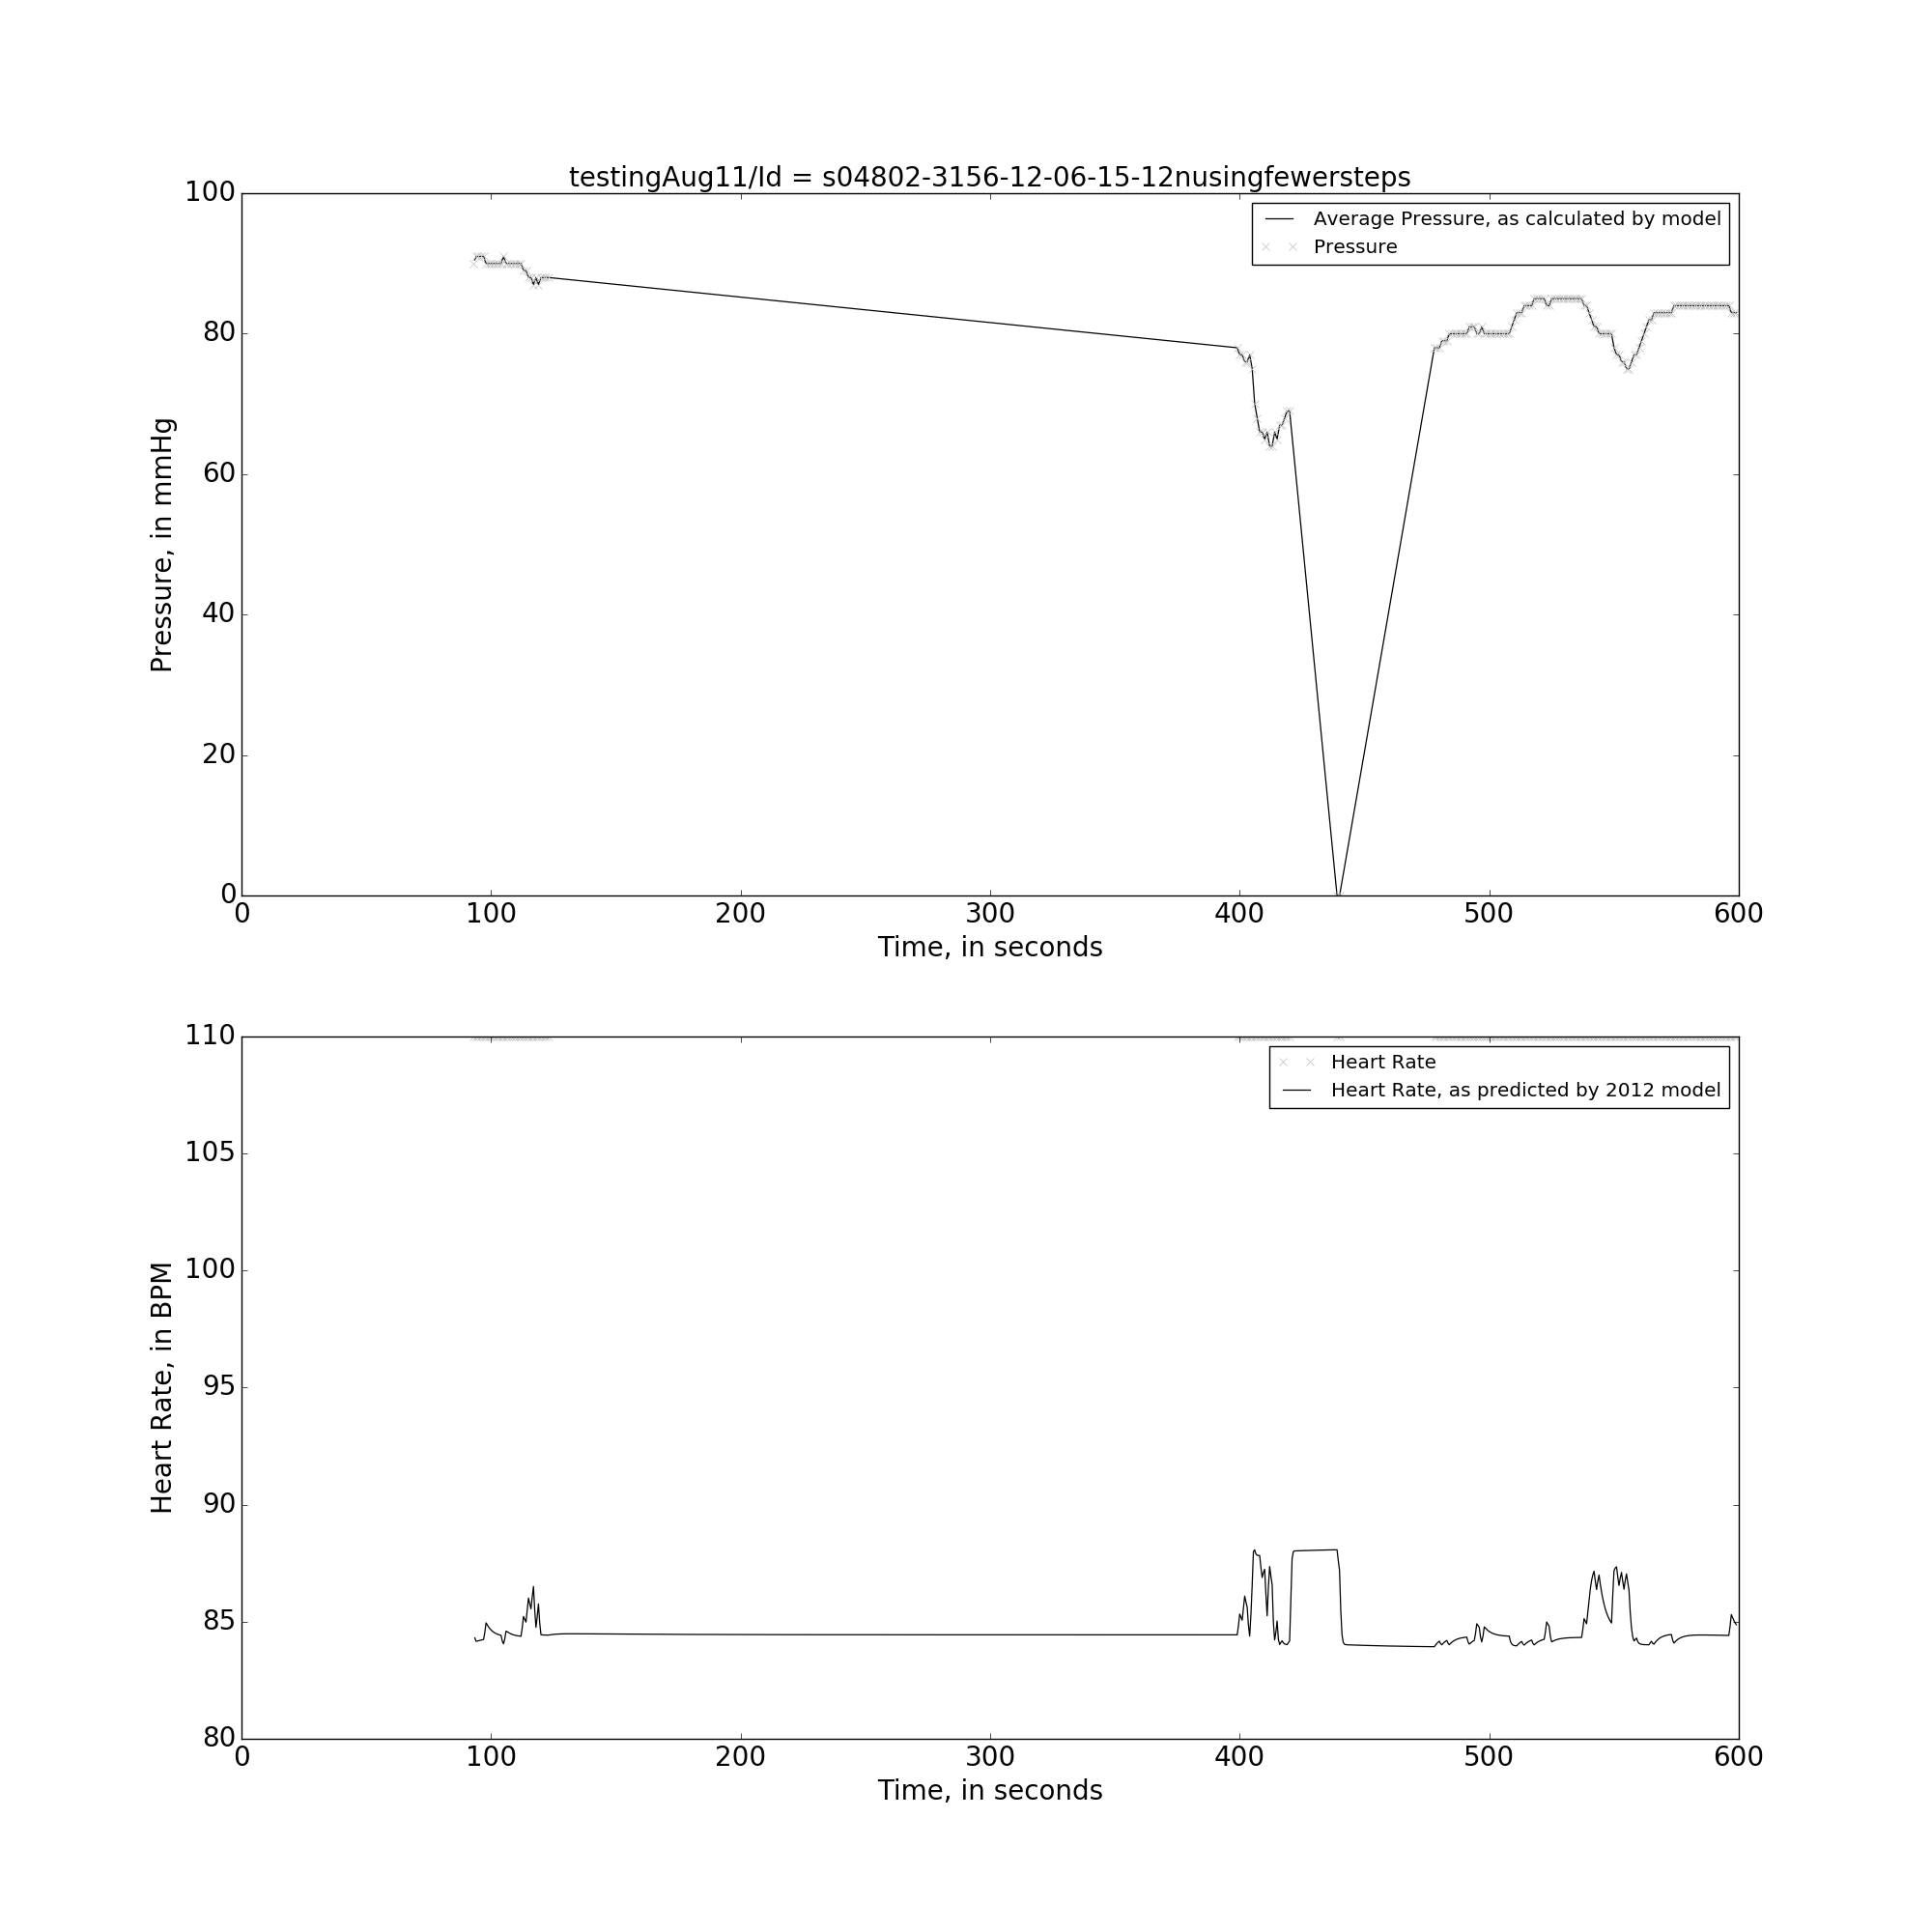 testingAug11/Id = s04802-3156-12-06-15-12nusingfewersteps
100
80
60
40
20
0
Pressure, in mmHg
Average Pressure, as calculated by model
Pressure
0 100 200 300 400 500 600
Time, in seconds
110
105
100
95
90
85
80
Heart Rate, in BPM
Heart Rate
Heart Rate, as predicted by 2012 model
0 100 200 300 400 500 600
Time, in seconds